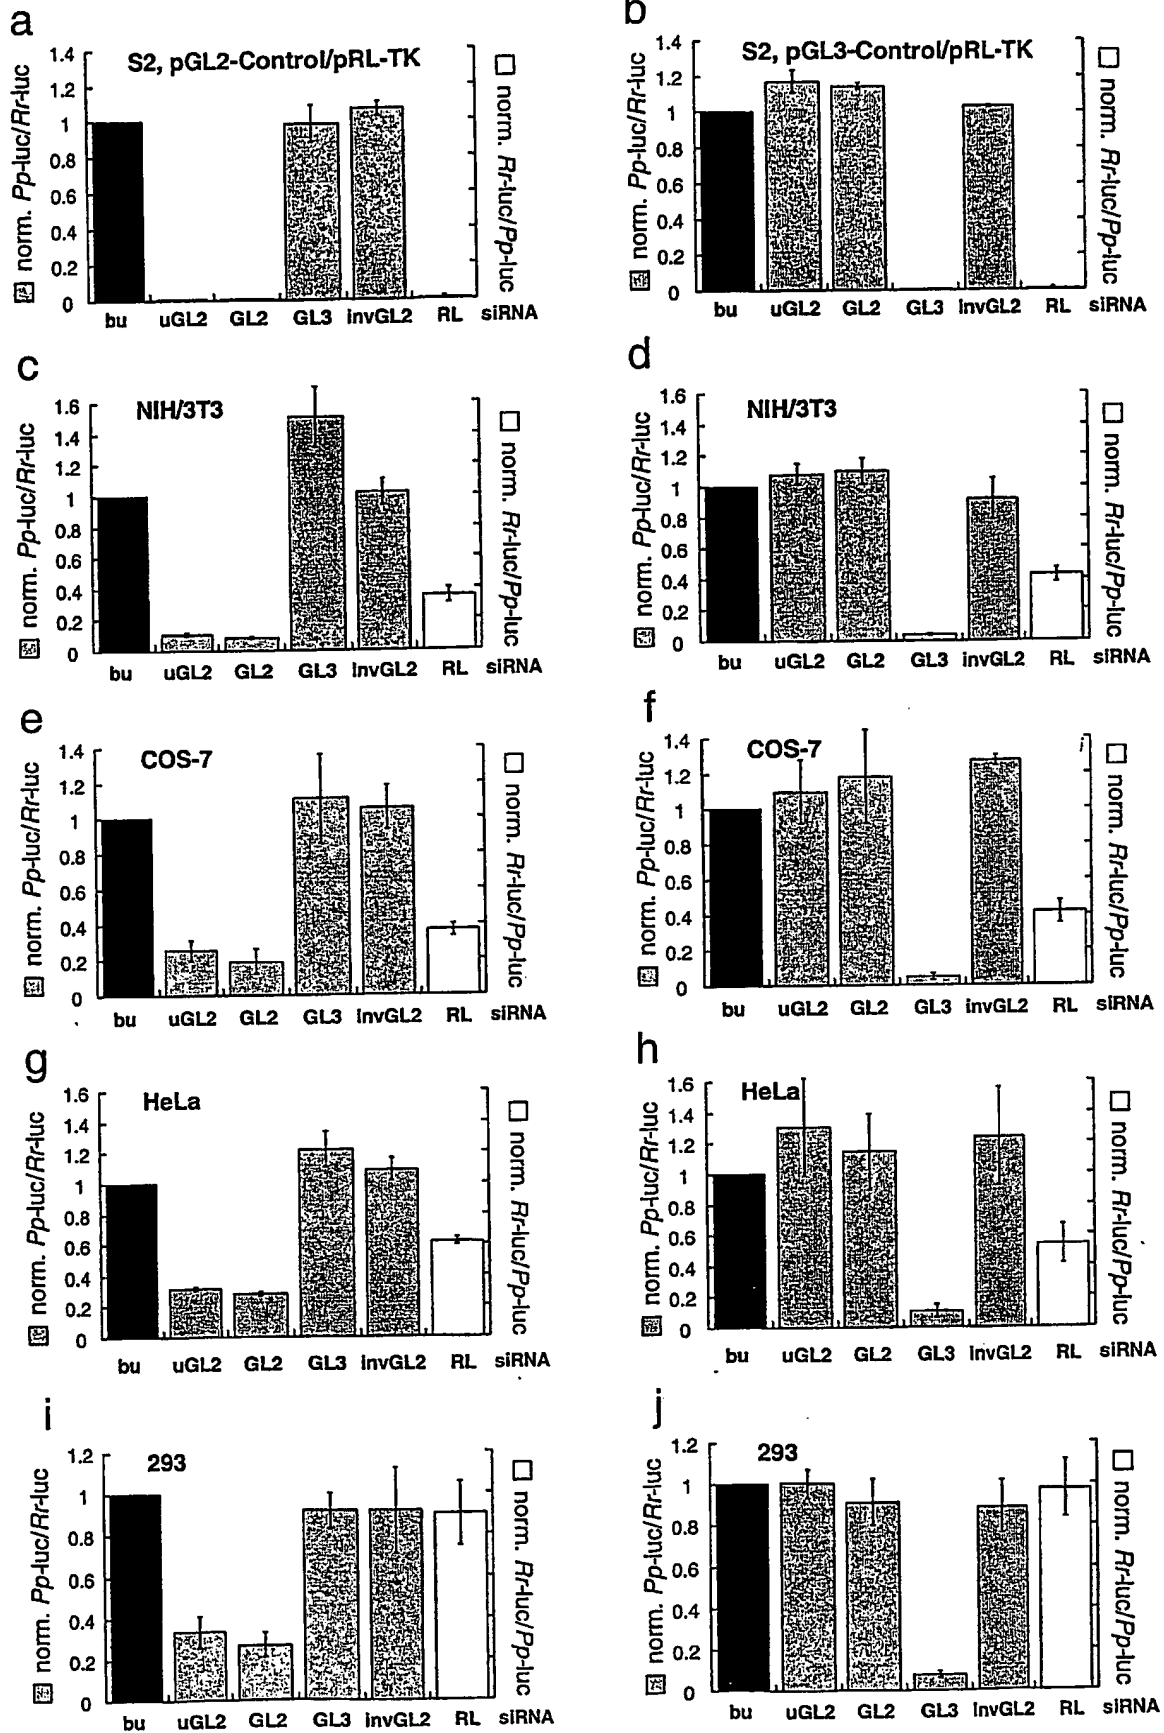 a
S2, pGL2-Control/pRL-TK
norm. Pp-luc/Rr-luc
1.4
1.2
1
0.8
0.6
0.4
0.2
0
norm. Rr-luc/Pp-luc
bu uGL2 GL2 GL3 invGL2 RL siRNA
b
S2, pGL3-Control/pRL-TK
norm. Pp-luc/Rr-luc
1.4
1.2
1
0.8
0.6
0.4
0.2
0
norm. Rr-luc/Pp-luc
bu uGL2 GL2 GL3 invGL2 RL siRNA
c
NIH/3T3
norm. Pp-luc/Rr-luc
1.6
1.4
1.2
1
0.8
0.6
0.4
0.2
0
norm. Rr-luc/Pp-luc
bu uGL2 GL2 GL3 invGL2 RL siRNA
d
NIH/3T3
norm. Pp-luc/Rr-luc
1.6
1.4
1.2
1
0.8
0.6
0.4
0.2
0
norm. Rr-luc/Pp-luc
bu uGL2 GL2 GL3 invGL2 RL siRNA
e
COS-7
norm. Pp-luc/Rr-luc
1.4
1.2
1
0.8
0.6
0.4
0.2
0
norm. Rr-luc/Pp-luc
bu uGL2 GL2 GL3 invGL2 RL siRNA
f
COS-7
norm. Pp-luc/Rr-luc
1.4
1.2
1
0.8
0.6
0.4
0.2
0
norm. Rr-luc/Pp-luc
bu uGL2 GL2 GL3 invGL2 RL siRNA
g
HeLa
norm. Pp-luc/Rr-luc
1.6
1.4
1.2
1
0.8
0.6
0.4
0.2
0
norm. Rr-luc/Pp-luc
bu uGL2 GL2 GL3 invGL2 RL siRNA
h
HeLa
norm. Pp-luc/Rr-luc
1.6
1.4
1.2
1
0.8
0.6
0.4
0.2
0
norm. Rr-luc/Pp-luc
bu uGL2 GL2 GL3 invGL2 RL siRNA
i
293
norm. Pp-luc/Rr-luc
1.2
1
0.8
0.6
0.4
0.2
0
norm. Rr-luc/Pp-luc
bu uGL2 GL2 GL3 invGL2 RL siRNA
j
293
norm. Pp-luc/Rr-luc
1.2
1
0.8
0.6
0.4
0.2
0
norm. Rr-luc/Pp-luc
bu uGL2 GL2 GL3 invGL2 RL siRNA